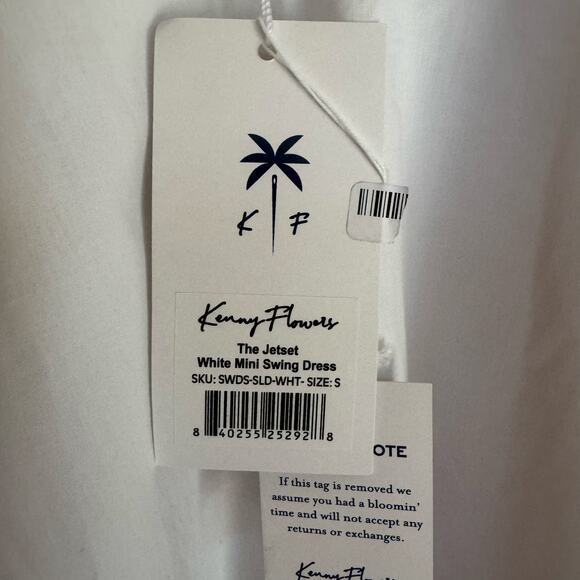 K F
Kenny Flowers
The Jetset
White Mini Swing Dress
SKU: SWDS-SLD-WHT- SIZE: S
8 40255 25292 8
OTE
If this tag is removed we
assume you had a bloomin'
time and will not accept any
returns or exchanges.
Kenny Flowers